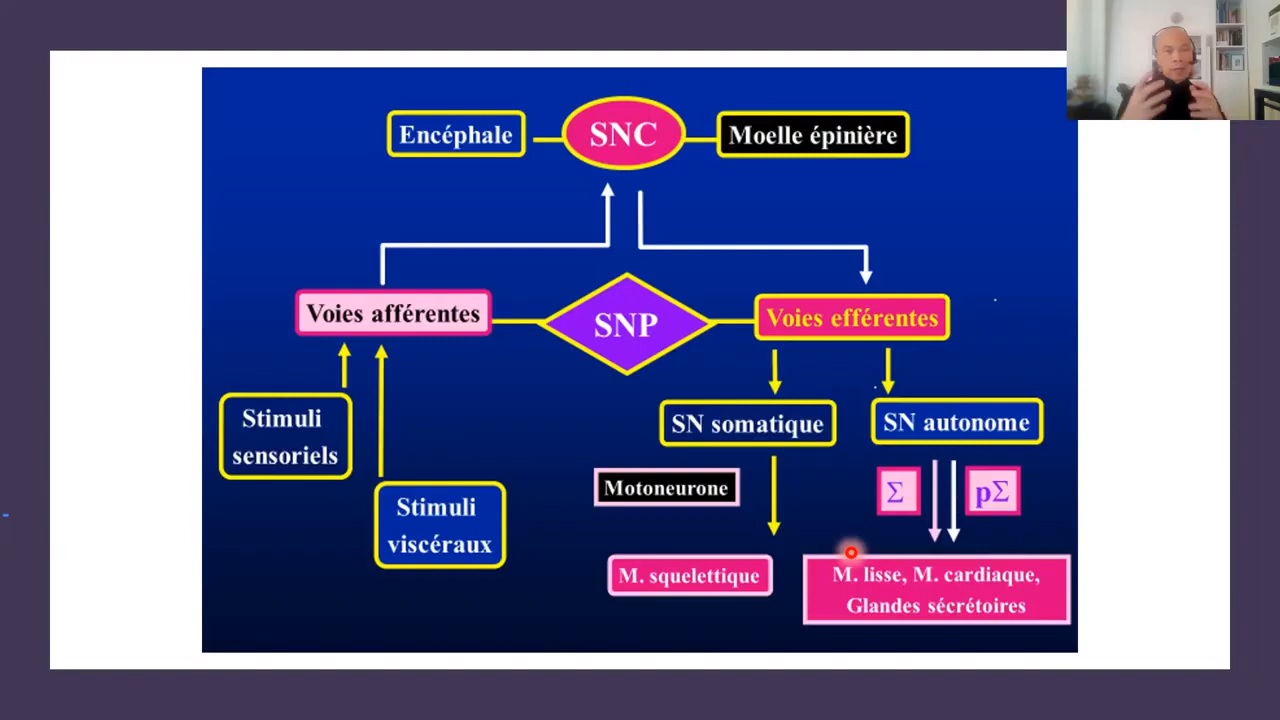 Encéphale
SNC
Moelle épinière
Voies afférentes
SNP
Voies efférentes
Stimuli
sensoriels
SN somatique
SN autonome
Stimuli
viscéraux
Motoneurone
Σ
pΣ
M. squelettique
M. lisse, M. cardiaque,
Glandes sécrétoires